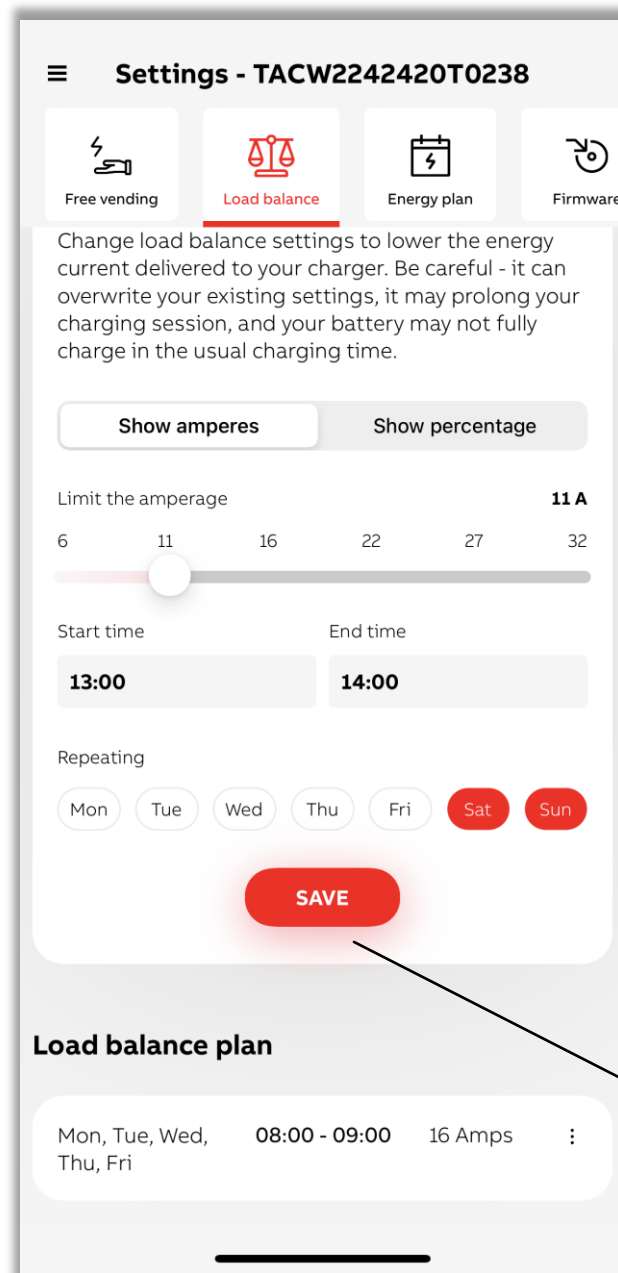 Settings - TACW2242420T0238
Free vending
Load balance
Energy plan
Firmware
Change load balance settings to lower the energy
current delivered to your charger. Be careful - it can
overwrite your existing settings, it may prolong your
charging session, and your battery may not fully
charge in the usual charging time.
Show amperes Show percentage
Limit the amperage 11 A
6 11 16 22 27 32
Start time End time
13:00 14:00
Repeating
Mon Tue Wed Thu Fri Sat Sun
SAVE
Load balance plan
Mon, Tue, Wed, 08:00 - 09:00 16 Amps
Thu, Fri